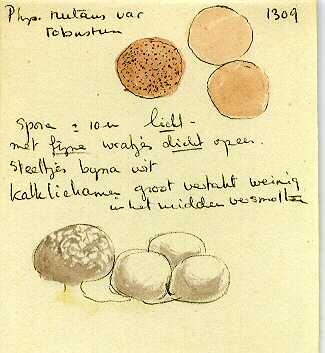 Phys. nutans var 1309
robustum
Spore ± 10 u licht -
met fijne wratjes dicht opeen.
Steeltjes byna wit
Kalklichamen groot vertakt weinig
in het midden versmolten